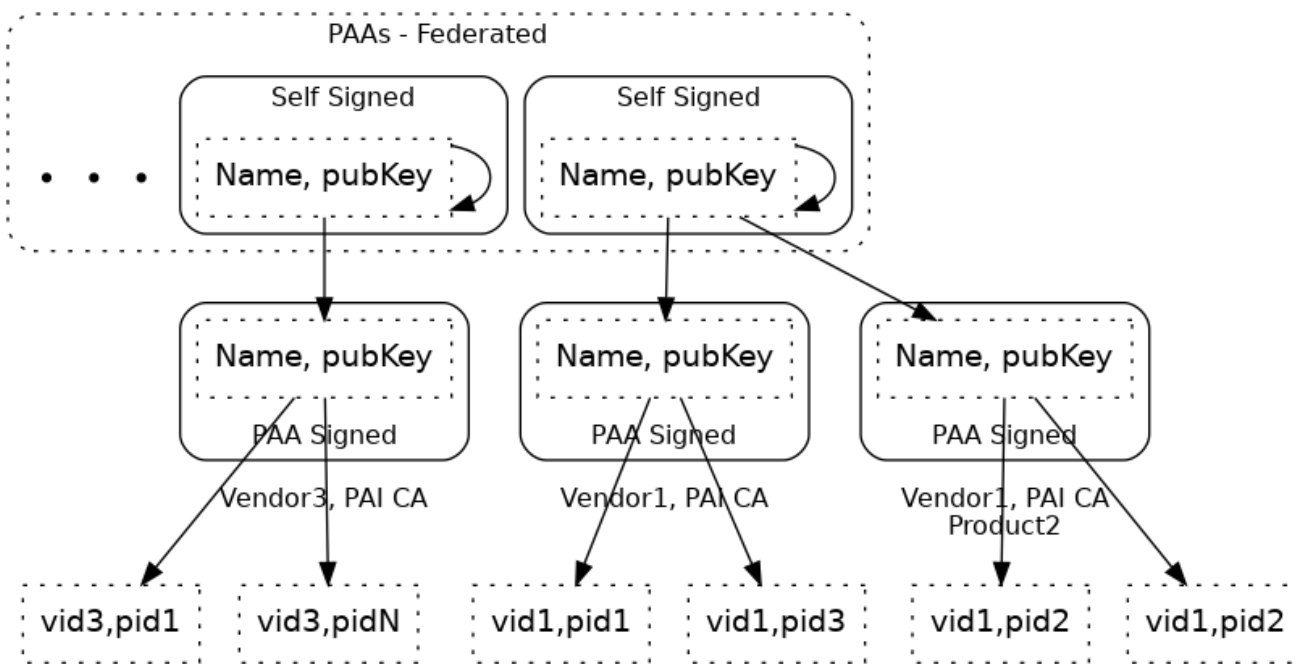 PAAs - Federated
Self Signed
Self Signed
Name, pubKey
Name, pubKey
Name, pubKey
Name, pubKey
Name, pubKey
PAA Signed
PAA Signed
PAA Signed
Vendor3, PAI CA
Vendor1, PAI CA
Vendor1, PAI CA
Product2
vid3,pid1
vid3,pidN
vid1,pid1
vid1,pid3
vid1,pid2
vid1,pid2